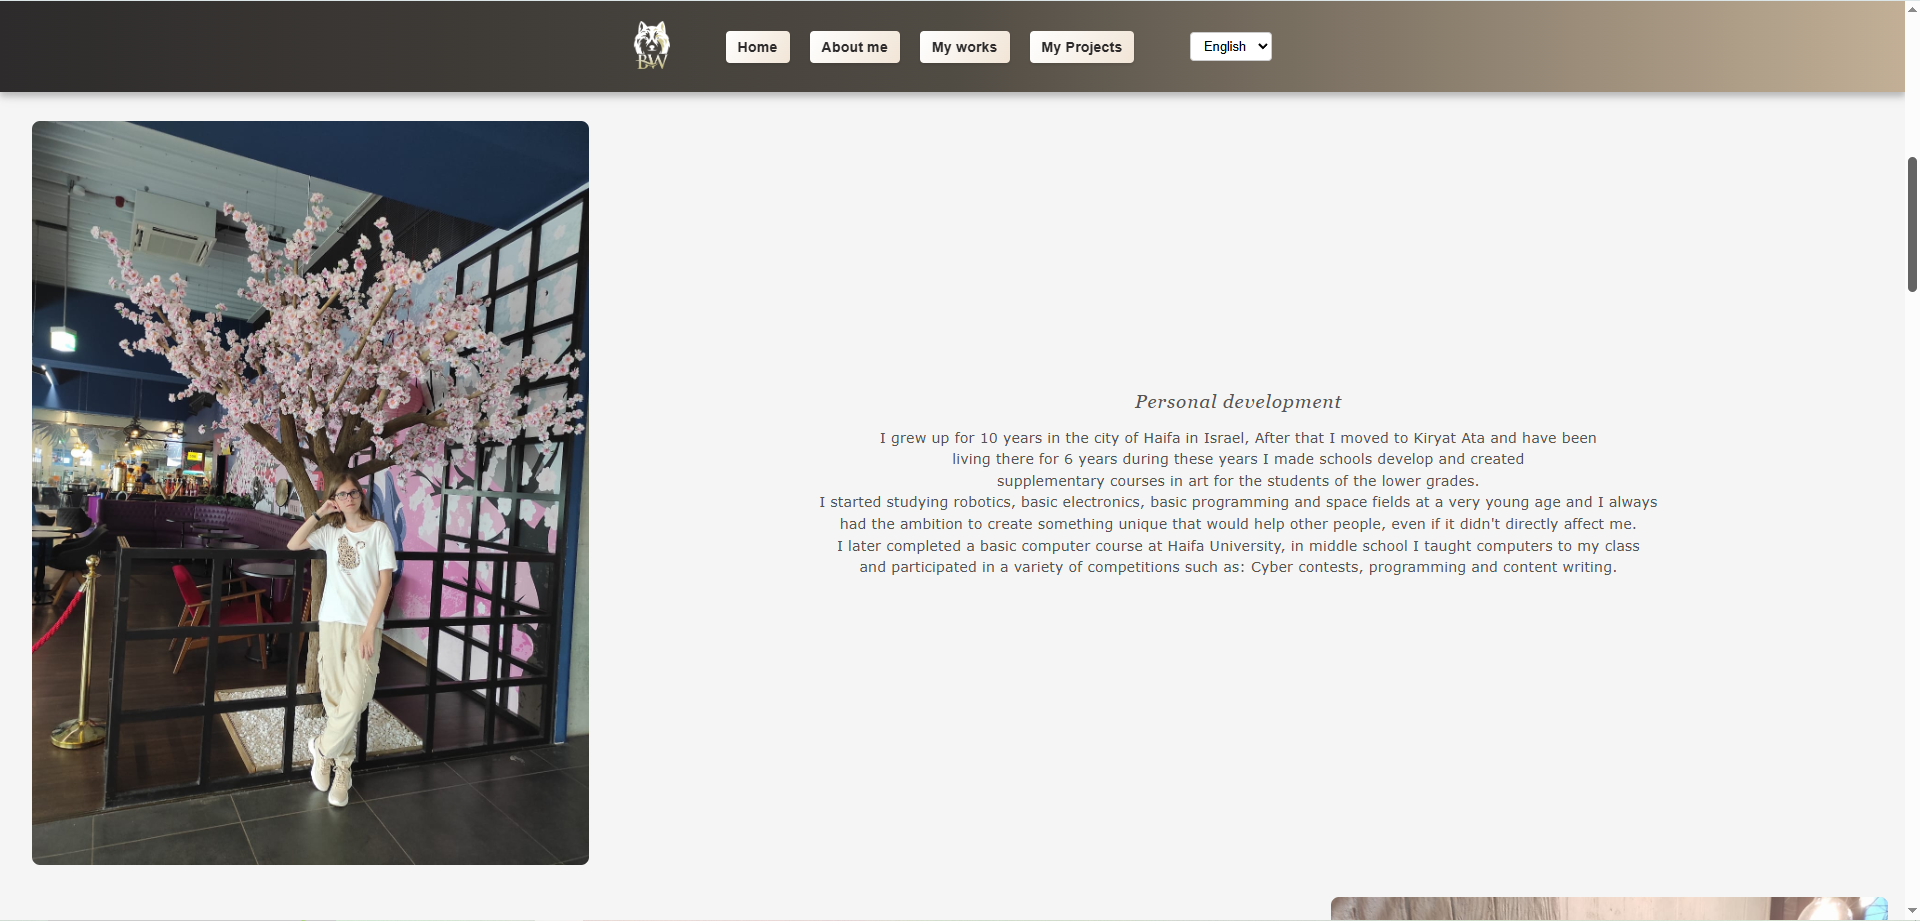 BW
Home
About me
My works
My Projects
English
Personal development
I grew up for 10 years in the city of Haifa in Israel, After that I moved to Kiryat Ata and have been
living there for 6 years during these years I made schools develop and created
supplementary courses in art for the students of the lower grades.
I started studying robotics, basic electronics, basic programming and space fields at a very young age and I always
had the ambition to create something unique that would help other people, even if it didn't directly affect me.
I later completed a basic computer course at Haifa University, in middle school I taught computers to my class
and participated in a variety of competitions such as: Cyber contests, programming and content writing.